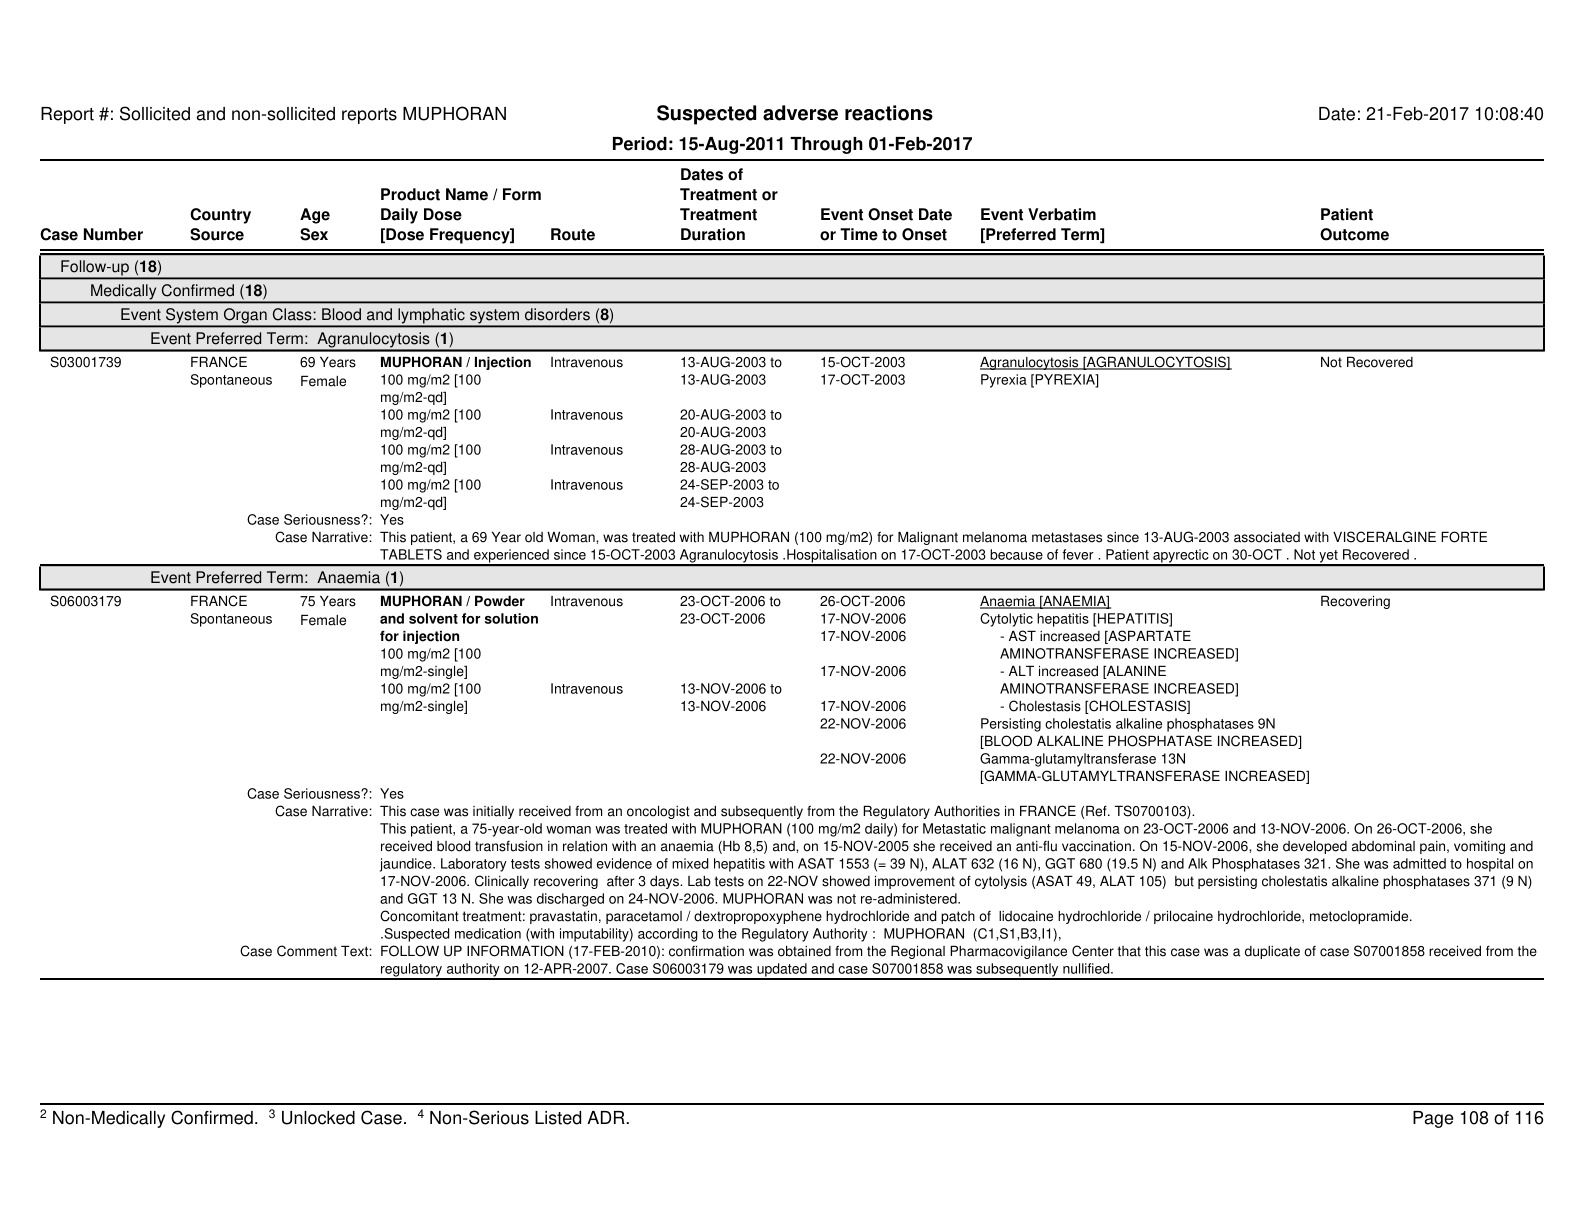 Report #: Sollicited and non-sollicited reports MUPHORAN
Suspected adverse reactions
Date: 21-Feb-2017 10:08:40
Period: 15-Aug-2011 Through 01-Feb-2017
Case Number
Country
Source
Age
Sex
Product Name / Form
Daily Dose
[Dose Frequency]
Route
Dates of
Treatment or
Treatment
Duration
Event Onset Date
or Time to Onset
Event Verbatim
[Preferred Term]
Patient
Outcome
Follow-up (18)
Medically Confirmed (18)
Event System Organ Class: Blood and lymphatic system disorders (8)
Event Preferred Term: Agranulocytosis (1)
S03001739 FRANCE 69 Years MUPHORAN / Injection Intravenous 13-AUG-2003 to 15-OCT-2003 Agranulocytosis [AGRANULOCYTOSIS] Not Recovered
Spontaneous Female 100 mg/m2 [100 13-AUG-2003 17-OCT-2003 Pyrexia [PYREXIA]
mg/m2-qd]
100 mg/m2 [100 Intravenous 20-AUG-2003 to
mg/m2-qd] 20-AUG-2003
100 mg/m2 [100 Intravenous 28-AUG-2003 to
mg/m2-qd] 28-AUG-2003
100 mg/m2 [100 Intravenous 24-SEP-2003 to
mg/m2-qd] 24-SEP-2003
Case Seriousness?: Yes
Case Narrative: This patient, a 69 Year old Woman, was treated with MUPHORAN (100 mg/m2) for Malignant melanoma metastases since 13-AUG-2003 associated with VISCERALGINE FORTE
TABLETS and experienced since 15-OCT-2003 Agranulocytosis .Hospitalisation on 17-OCT-2003 because of fever . Patient apyrectic on 30-OCT . Not yet Recovered .
Event Preferred Term: Anaemia (1)
S06003179 FRANCE 75 Years MUPHORAN / Powder Intravenous 23-OCT-2006 to 26-OCT-2006 Anaemia [ANAEMIA] Recovering
Spontaneous Female and solvent for solution 23-OCT-2006 17-NOV-2006 Cytolytic hepatitis [HEPATITIS]
for injection 17-NOV-2006 - AST increased [ASPARTATE
100 mg/m2 [100 AMINOTRANSFERASE INCREASED]
mg/m2-single] 17-NOV-2006 - ALT increased [ALANINE
100 mg/m2 [100 Intravenous 13-NOV-2006 to AMINOTRANSFERASE INCREASED]
mg/m2-single] 13-NOV-2006 17-NOV-2006 - Cholestasis [CHOLESTASIS]
22-NOV-2006 Persisting cholestatis alkaline phosphatases 9N
[BLOOD ALKALINE PHOSPHATASE INCREASED]
22-NOV-2006 Gamma-glutamyltransferase 13N
[GAMMA-GLUTAMYLTRANSFERASE INCREASED]
Case Seriousness?: Yes
Case Narrative: This case was initially received from an oncologist and subsequently from the Regulatory Authorities in FRANCE (Ref. TS0700103).
This patient, a 75-year-old woman was treated with MUPHORAN (100 mg/m2 daily) for Metastatic malignant melanoma on 23-OCT-2006 and 13-NOV-2006. On 26-OCT-2006, she
received blood transfusion in relation with an anaemia (Hb 8,5) and, on 15-NOV-2005 she received an anti-flu vaccination. On 15-NOV-2006, she developed abdominal pain, vomiting and
jaundice. Laboratory tests showed evidence of mixed hepatitis with ASAT 1553 (= 39 N), ALAT 632 (16 N), GGT 680 (19.5 N) and Alk Phosphatases 321. She was admitted to hospital on
17-NOV-2006. Clinically recovering after 3 days. Lab tests on 22-NOV showed improvement of cytolysis (ASAT 49, ALAT 105) but persisting cholestatis alkaline phosphatases 371 (9 N)
and GGT 13 N. She was discharged on 24-NOV-2006. MUPHORAN was not re-administered.
Concomitant treatment: pravastatin, paracetamol / dextropropoxyphene hydrochloride and patch of lidocaine hydrochloride / prilocaine hydrochloride, metoclopramide.
.Suspected medication (with imputability) according to the Regulatory Authority : MUPHORAN (C1,S1,B3,I1),
Case Comment Text: FOLLOW UP INFORMATION (17-FEB-2010): confirmation was obtained from the Regional Pharmacovigilance Center that this case was a duplicate of case S07001858 received from the
regulatory authority on 12-APR-2007. Case S06003179 was updated and case S07001858 was subsequently nullified.
2 Non-Medically Confirmed. 3 Unlocked Case. 4 Non-Serious Listed ADR.
Page 108 of 116